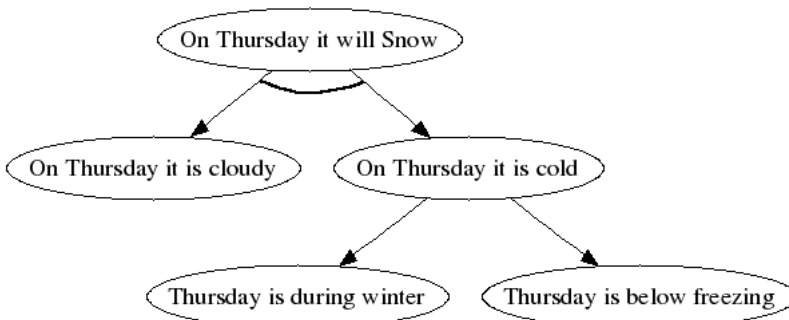 On Thursday it will Snow
On Thursday it is cloudy
On Thursday it is cold
Thursday is during winter
Thursday is below freezing